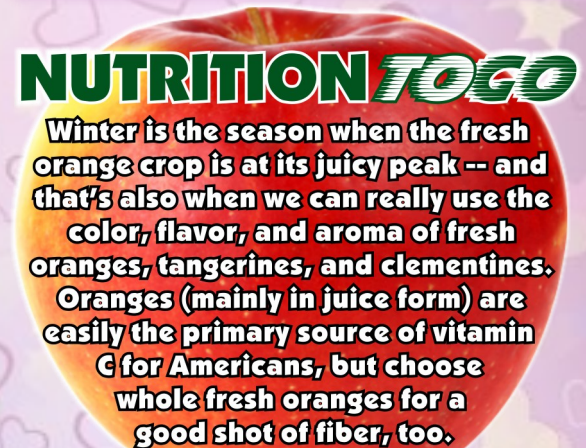 NUTRITION TO GO
Winter is the season when the fresh
orange crop is at its juicy peak -- and
that's also when we can really use the
color, flavor, and aroma of fresh
oranges, tangerines, and clementines.
Oranges (mainly in juice form) are
easily the primary source of vitamin
C for Americans, but choose
whole fresh oranges for a
good shot of fiber, too.